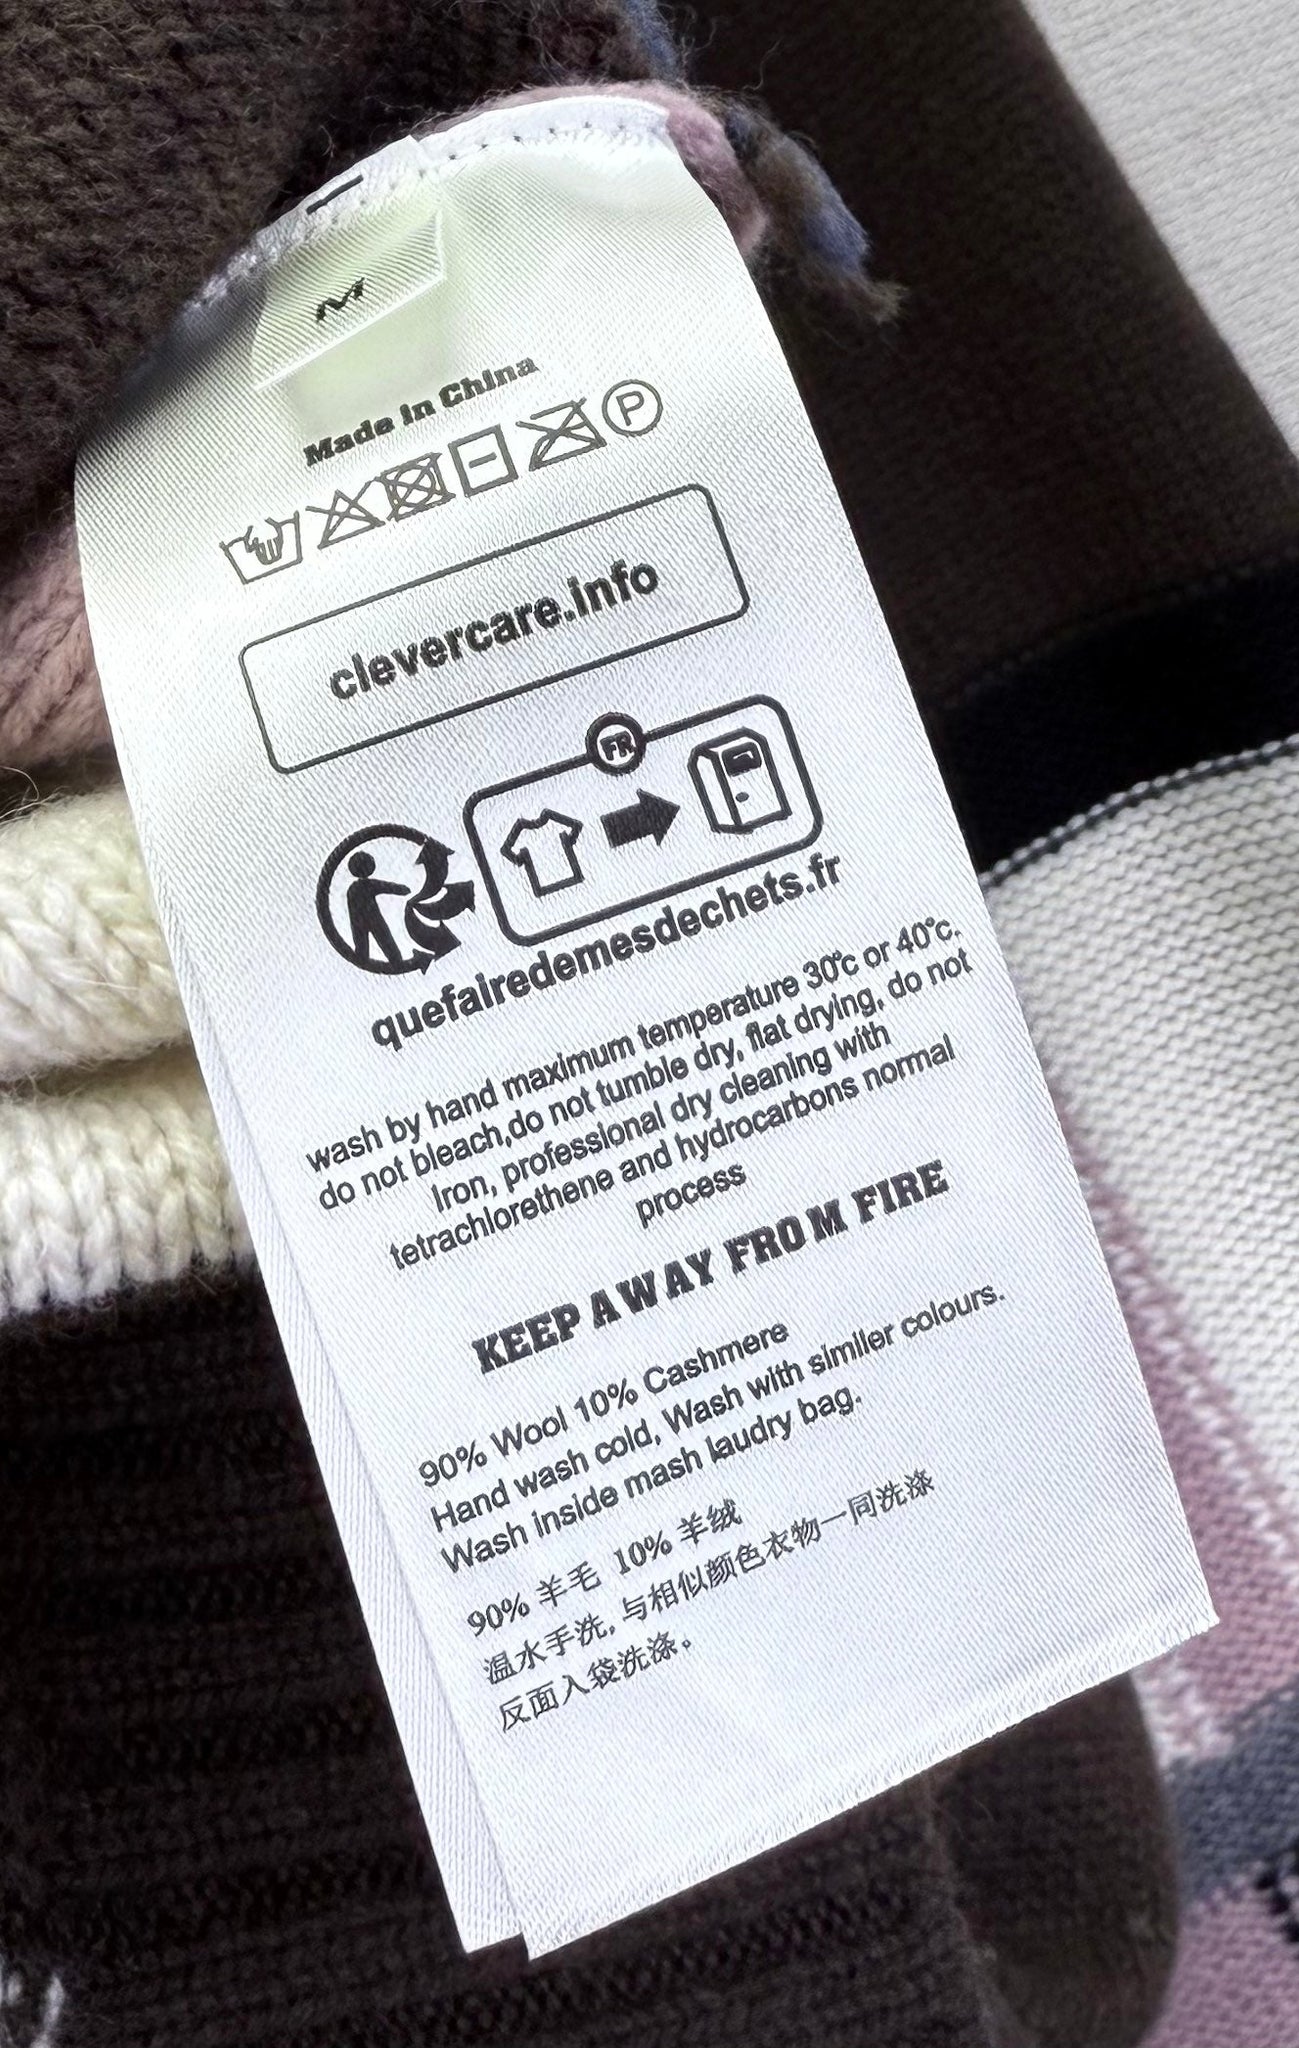 M
Made in China
P
clevercare.info
FR
quefairedemesdechets.fr
wash by hand maximum temperature 30°c or 40°c.
do not bleach,do not tumble dry, flat drying, do not
Iron, professional dry cleaning with
tetrachlorethene and hydrocarbons normal
process
KEEP AWAY FROM FIRE
90% Wool 10% Cashmere
Hand wash cold, Wash with similer colours.
Wash inside mash laudry bag.
90% 羊毛 10% 羊绒
温水手洗, 与相似颜色衣物一同洗涤
反面入袋洗涤。